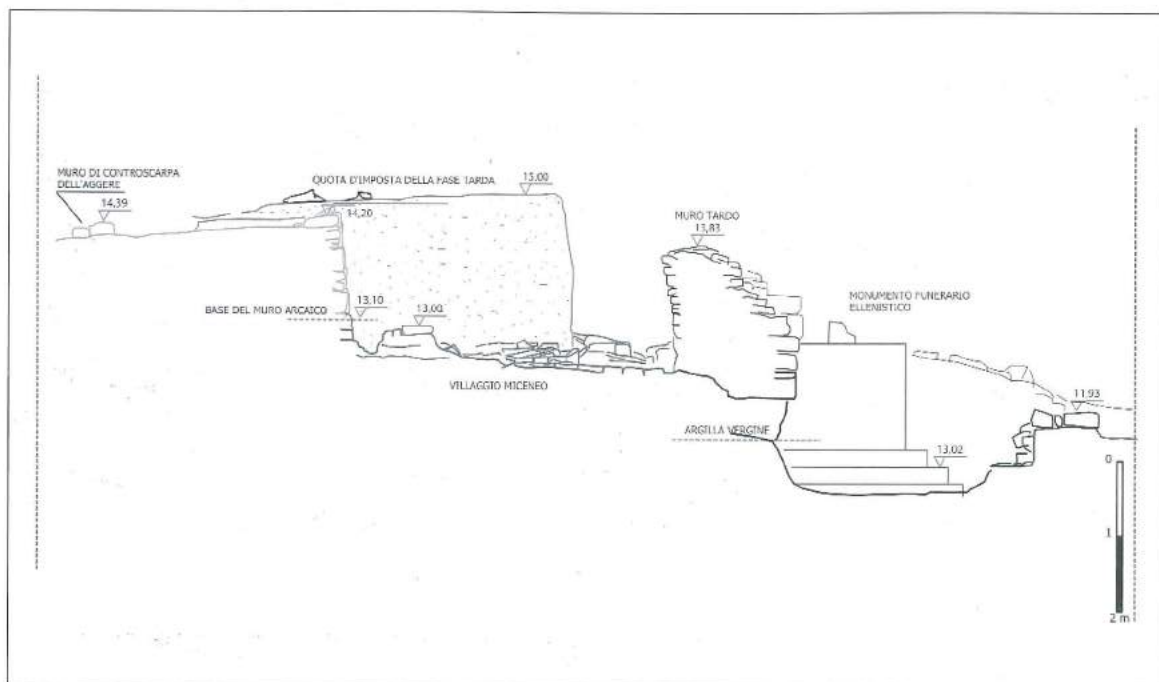 MURO DI CONTROSCARPA
DELL'AGGERE
14,39
QUOTA D'IMPOSTA DELLA FASE TARDA
15,00
14,20
MURO TARDO
13,83
BASE DEL MURO ARCAICO
13,10
13,00
MONUMENTO FUNERARIO
ELLENISTICO
VILLAGGIO MICENEO
11,93
ARGILLA VERGINE
13,02
0
1
2 m